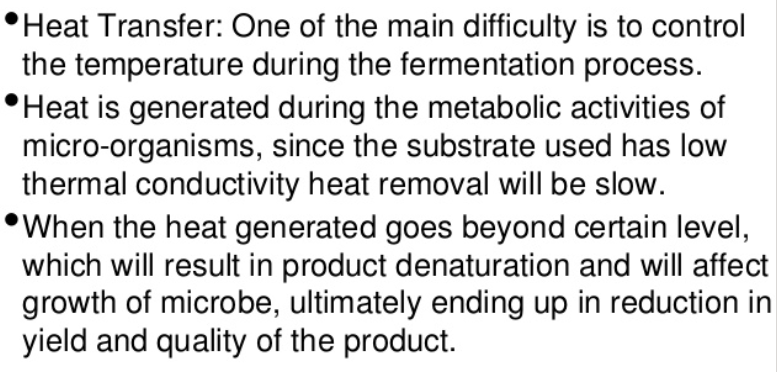 •Heat Transfer: One of the main difficulty is to control
the temperature during the fermentation process.
•Heat is generated during the metabolic activities of
micro-organisms, since the substrate used has low
thermal conductivity heat removal will be slow.
•When the heat generated goes beyond certain level,
which will result in product denaturation and will affect
growth of microbe, ultimately ending up in reduction in
yield and quality of the product.